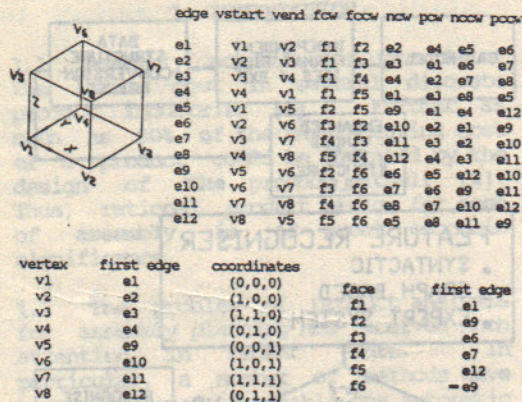 edge vstart vend fcw fccw ncw pcw nccw pccw
e1 v1 v2 f1 f2 e2 e4 e5 e6
e2 v2 v3 f1 f3 e3 e1 e6 e7
e3 v3 v4 f1 f4 e4 e2 e7 e8
e4 v4 v1 f1 f5 e1 e3 e8 e5
e5 v1 v5 f2 f5 e9 e1 e4 e12
e6 v2 v6 f3 f2 e10 e2 e1 e9
e7 v3 v7 f4 f3 e11 e3 e2 e10
e8 v4 v8 f5 f4 e12 e4 e3 e11
e9 v5 v6 f2 f6 e6 e5 e12 e10
e10 v6 v7 f3 f6 e7 e6 e9 e11
e11 v7 v8 f4 f6 e8 e7 e10 e12
e12 v8 v5 f5 f6 e5 e8 e11 e9
V6
V7
V8
V4
Z
Y
X
V1
V3
V2
FEATURE RECOGNISER
SYNTACTIC
vertex first edge coordinates
v1 e1 (0,0,0)
v2 e2 (1,0,0)
v3 e3 (1,1,0)
v4 e4 (0,1,0)
v5 e9 (0,0,1)
v6 e10 (1,0,1)
v7 e11 (1,1,1)
v8 e12 (0,1,1)
face first edge
f1 e1
f2 e9
f3 e6
f4 e7
f5 e12
f6 -e9